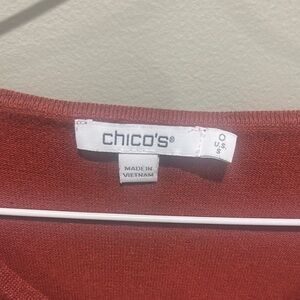 chico's®
0
U.S.
S
MADE IN
VIETNAM